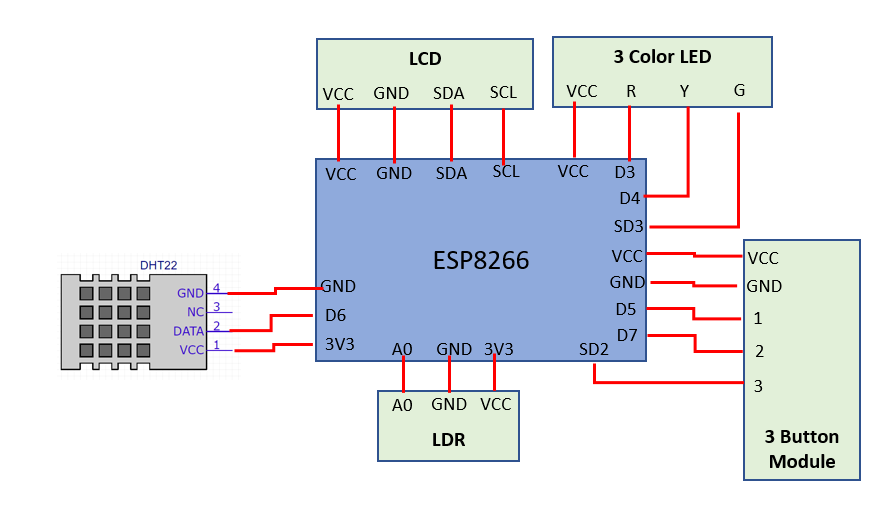 LCD
VCC GND SDA SCL
3 Color LED
VCC R Y G
VCC GND SDA SCL VCC D3
D4
SD3
VCC
GND
D5
D7
ESP8266
GND
D6
3V3
A0 GND 3V3 SD2
DHT22
GND 4
NC 3
DATA 2
VCC 1
A0 GND VCC
LDR
VCC
GND
1
2
3
3 Button
Module